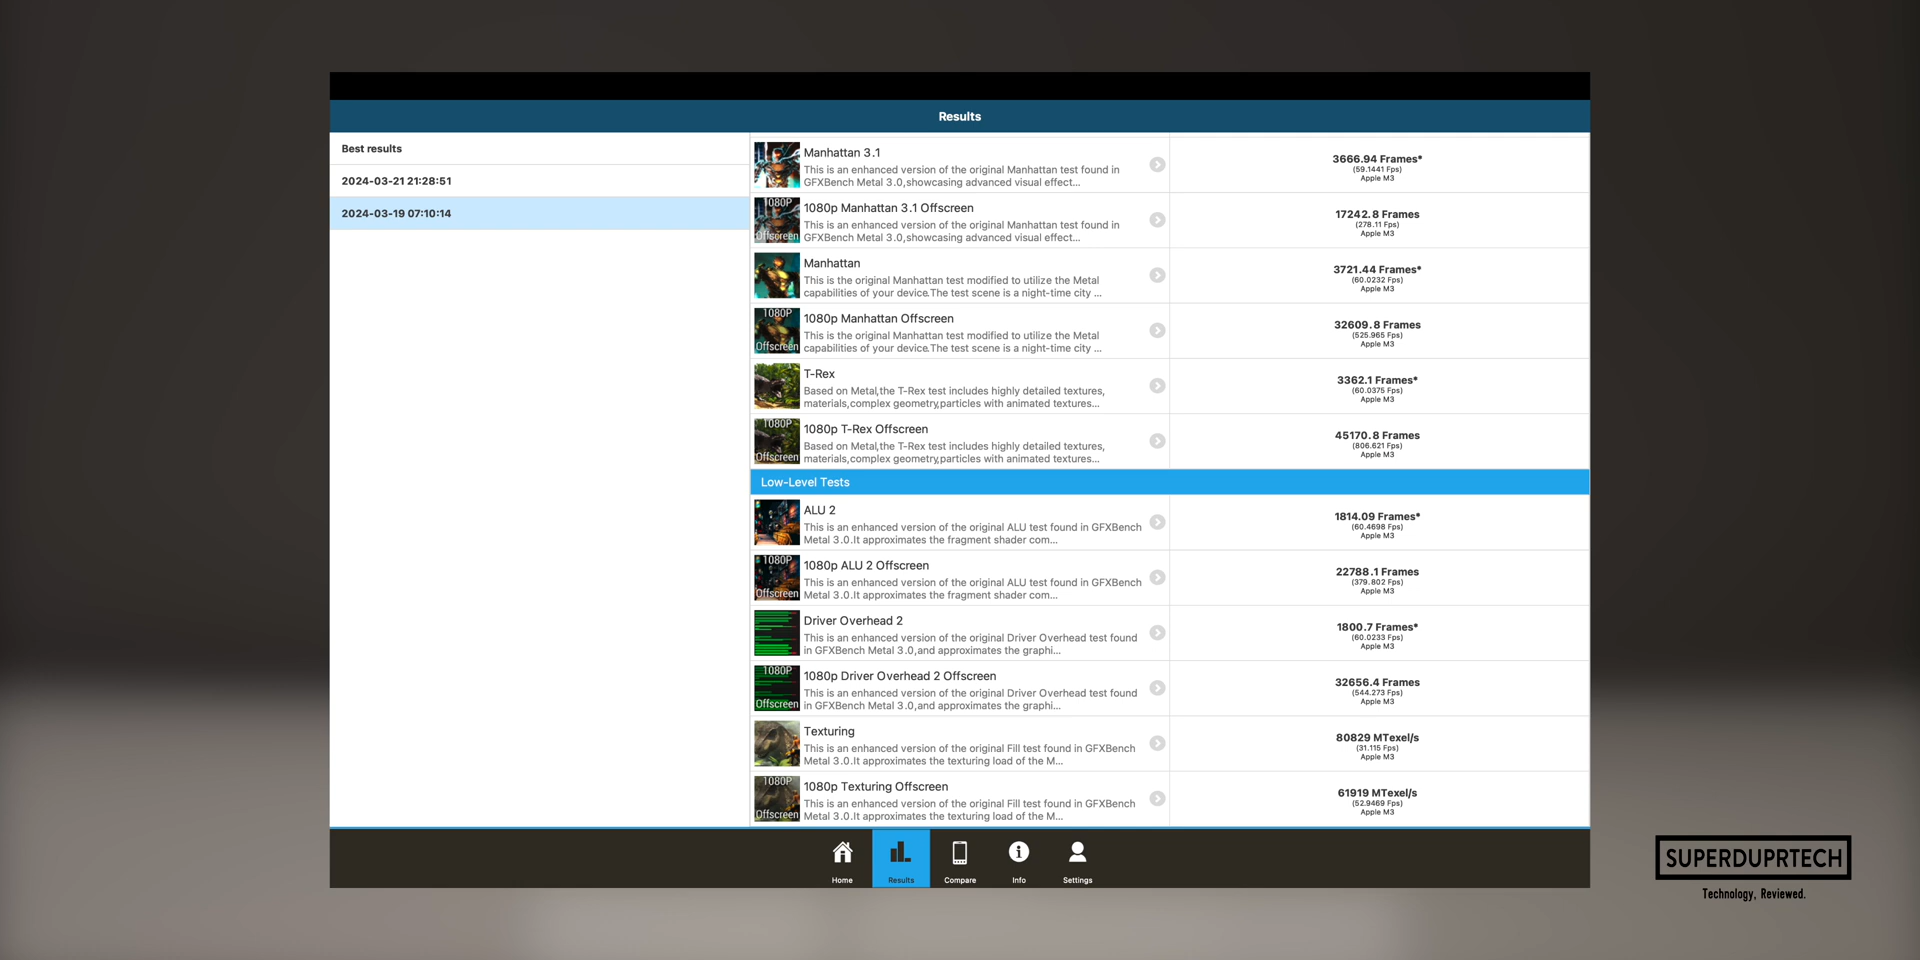 Results
Best results
2024-03-21 21:28:51
2024-03-19 07:10:14
Manhattan 3.1
This is an enhanced version of the original Manhattan test found in
GFXBench Metal 3.0,showcasing advanced visual effect...
3666.94 Frames*
(59.1441 Fps)
Apple M3
1080P
Offscreen
1080p Manhattan 3.1 Offscreen
This is an enhanced version of the original Manhattan test found in
GFXBench Metal 3.0,showcasing advanced visual effect...
17242.8 Frames
(278.11 Fps)
Apple M3
Manhattan
This is the original Manhattan test modified to utilize the Metal
capabilities of your device.The test scene is a night-time city ...
3721.44 Frames*
(60.0232 Fps)
Apple M3
1080P
Offscreen
1080p Manhattan Offscreen
This is the original Manhattan test modified to utilize the Metal
capabilities of your device.The test scene is a night-time city ...
32609.8 Frames
(525.965 Fps)
Apple M3
T-Rex
Based on Metal,the T-Rex test includes highly detailed textures,
materials,complex geometry,particles with animated textures...
3362.1 Frames*
(60.0375 Fps)
Apple M3
1080P
Offscreen
1080p T-Rex Offscreen
Based on Metal,the T-Rex test includes highly detailed textures,
materials,complex geometry,particles with animated textures...
45170.8 Frames
(806.621 Fps)
Apple M3
Low-Level Tests
ALU 2
This is an enhanced version of the original ALU test found in GFXBench
Metal 3.0.It approximates the fragment shader com...
1814.09 Frames*
(60.4698 Fps)
Apple M3
1080P
Offscreen
1080p ALU 2 Offscreen
This is an enhanced version of the original ALU test found in GFXBench
Metal 3.0.It approximates the fragment shader com...
22788.1 Frames
(379.802 Fps)
Apple M3
Driver Overhead 2
This is an enhanced version of the original Driver Overhead test found
in GFXBench Metal 3.0,and approximates the graphi...
1800.7 Frames*
(60.0233 Fps)
Apple M3
1080P
Offscreen
1080p Driver Overhead 2 Offscreen
This is an enhanced version of the original Driver Overhead test found
in GFXBench Metal 3.0,and approximates the graphi...
32656.4 Frames
(544.273 Fps)
Apple M3
Texturing
This is an enhanced version of the original Fill test found in GFXBench
Metal 3.0.It approximates the texturing load of the M...
80829 MTexel/s
(31.115 Fps)
Apple M3
1080P
Offscreen
1080p Texturing Offscreen
This is an enhanced version of the original Fill test found in GFXBench
Metal 3.0.It approximates the texturing load of the M...
61919 MTexel/s
(52.9469 Fps)
Apple M3
Home
Results
Compare
Info
Settings
SUPERDUPRTECH
Technology, Reviewed.